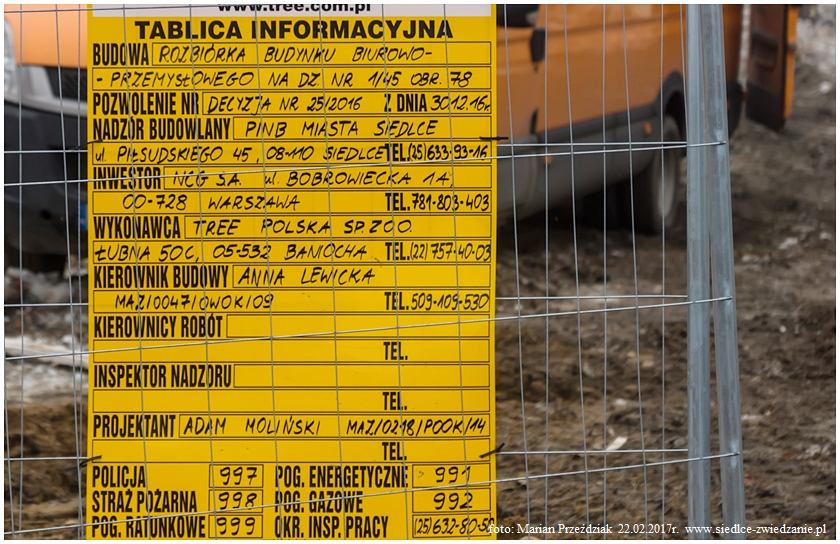 www.tree.com.pl
TABLICA INFORMACYJNA
BUDOWA ROZBIÓRKA BUDYNKU BIUROWO-
- PRZEMYSŁOWEGO NA DZ. NR 1/45 OBR. 78
POZWOLENIE NR DECYZJA NR 25/2016 Z DNIA 30.12.16r.
NADZÓR BUDOWLANY PINB MIASTA SIEDLCE
ul. PIŁSUDSKIEGO 45, 08-110 SIEDLCE TEL.(25)633-93-16
INWESTOR NCG S.A. ul. BOBROWIECKA 1A,
00-728 WARSZAWA TEL.781-803-403
WYKONAWCA TREE POLSKA SP. Z O.O.
ŁUBNA 50C, 05-532 BANIOCHA TEL.(22)757-40-03
KIEROWNIK BUDOWY ANNA LEWICKA
MAZ/0047/OWOK/09 TEL.509-109-530
KIEROWNICY ROBÓT
TEL.
INSPEKTOR NADZORU
TEL.
PROJEKTANT ADAM MOLIŃSKI MAZ/0218/POOK/14
TEL.
POLICJA 997 POG. ENERGETYCZNE 991
STRAŻ POŻARNA 998 POG. GAZOWE 992
POG. RATUNKOWE 999 OKR. INSP. PRACY
foto: Marian Przeździak 22.02.2017r. www.siedlce-zwiedzanie.pl